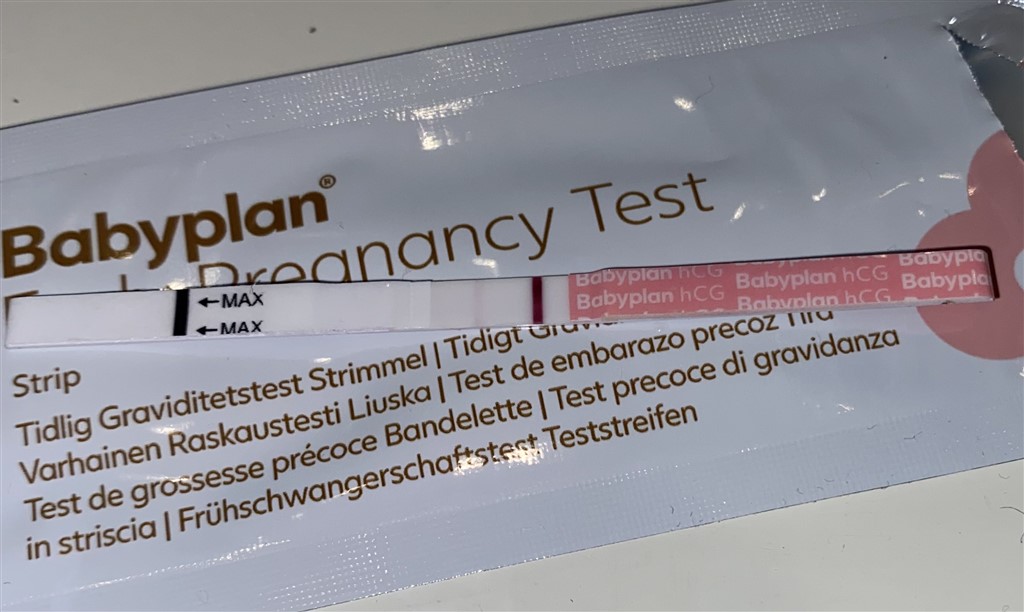 Babyplan®
Pregnancy Test
←MAX
←MAX
Babyplan hCG
Babyplan hCG Babyplan hCG Babypla
Babyplan hCG
Strip
Tidlig Graviditetstest Strimmel | Tidigt
Varhainen Raskaustesti Liuska | Test de embarazo precoz Tira
Test de grossesse précoce Bandelette | Test precoce di gravidanza
in striscia | Frühschwangerschaftstest Teststreifen